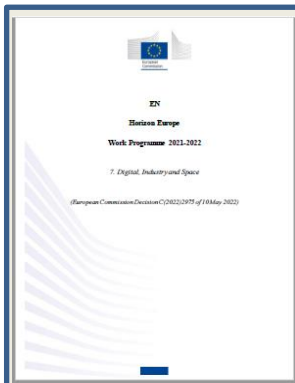 European
Commission
EN
Horizon Europe
Work Programme 2021-2022
7. Digital, Industry and Space
(European Commission Decision C(2022)2975 of 10 May 2022)